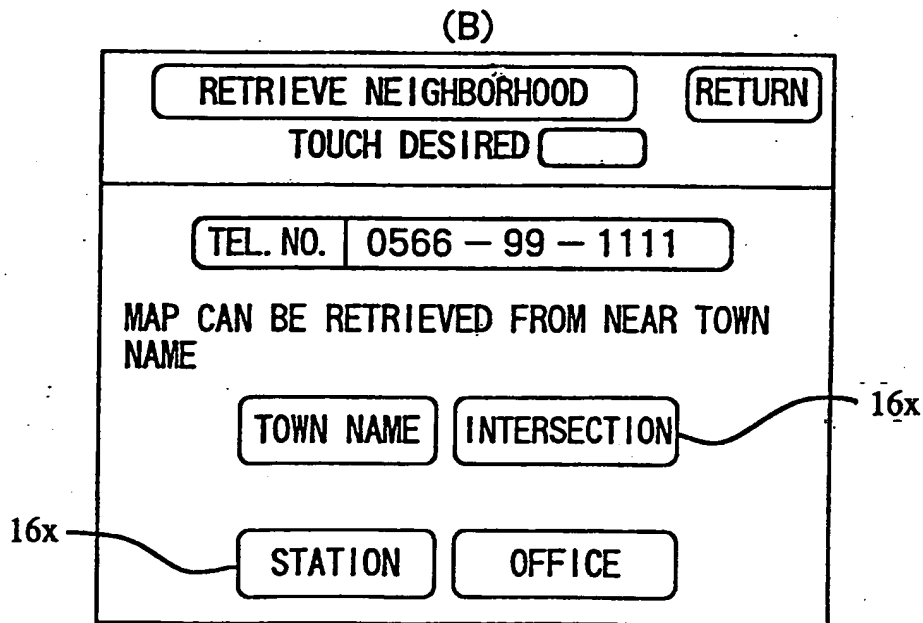 (B)
RETRIEVE NEIGHBORHOOD RETURN
TOUCH DESIRED
TEL. NO. 0566 - 99 - 1111
MAP CAN BE RETRIEVED FROM NEAR TOWN
NAME
TOWN NAME INTERSECTION 16x
16x STATION OFFICE